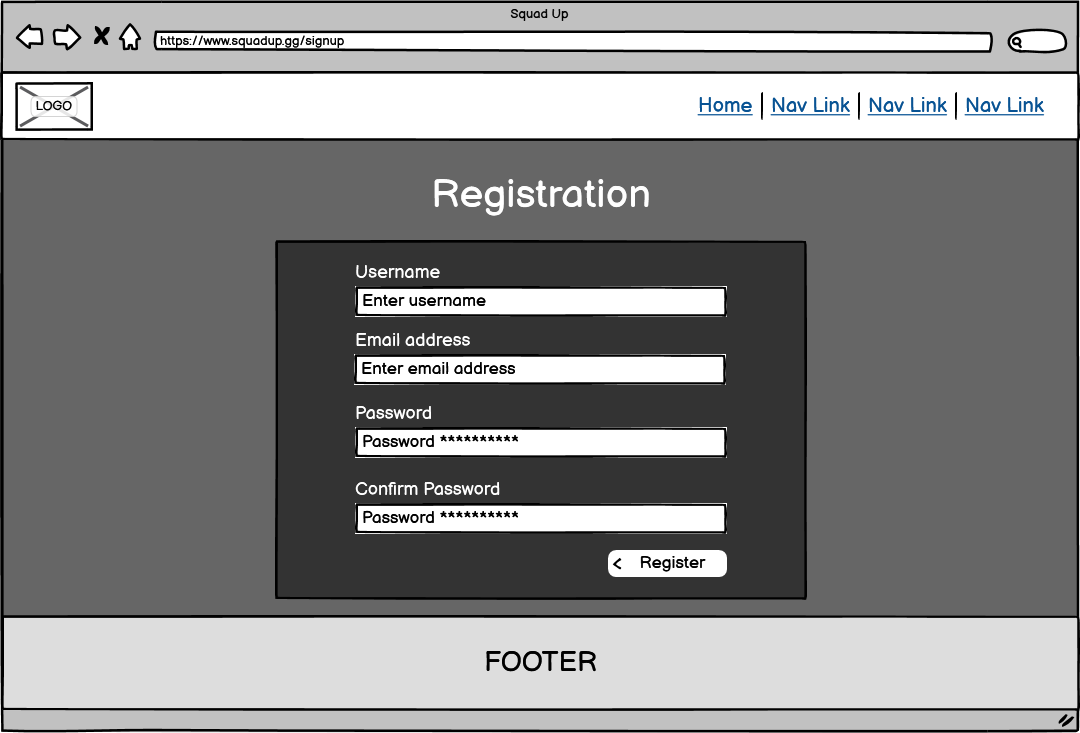 Squad Up
https://www.squadup.gg/signup
LOGO
Home | Nav Link | Nav Link | Nav Link
Registration
Username
Enter username
Email address
Enter email address
Password
Password **********
Confirm Password
Password **********
< Register
FOOTER